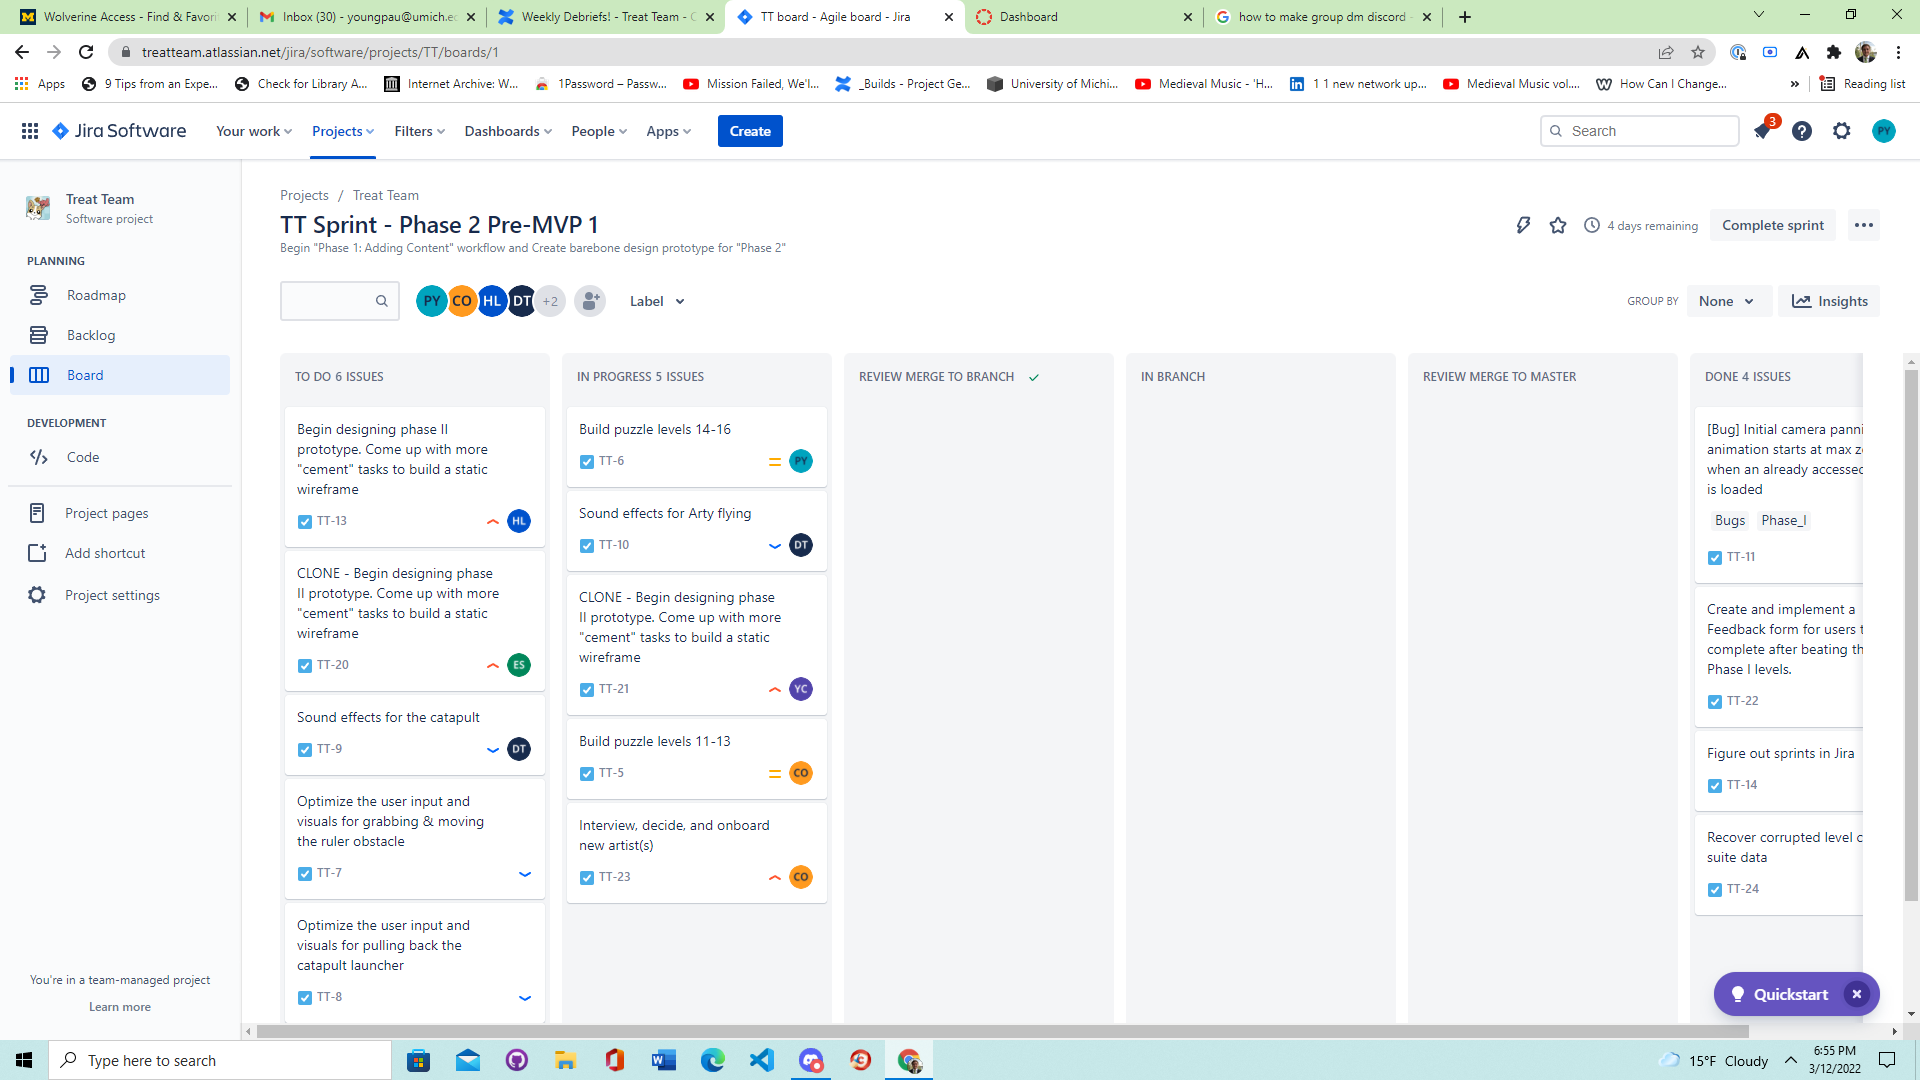 Wolverine Access - Find & Favori
Inbox (30) - youngpau@umich.ec
Weekly Debriefs! - Treat Team - C
TT board - Agile board - Jira
Dashboard
how to make group dm discord -
treatteam.atlassian.net/jira/software/projects/TT/boards/1
Apps
9 Tips from an Expe...
Check for Library A...
Internet Archive: W...
1Password – Passw...
Mission Failed, We'l...
_Builds - Project Ge...
University of Michi...
Medieval Music - 'H...
1 1 new network up...
Medieval Music vol....
How Can I Change...
»
Reading list
Jira Software
Your work
Projects
Filters
Dashboards
People
Apps
Create
Search
3
PY
Treat Team
Software project
PLANNING
Roadmap
Backlog
Board
DEVELOPMENT
Code
Project pages
Add shortcut
Project settings
You're in a team-managed project
Learn more
Projects / Treat Team
TT Sprint - Phase 2 Pre-MVP 1
Begin "Phase 1: Adding Content" workflow and Create barebone design prototype for "Phase 2"
4 days remaining
Complete sprint
PY
CO
HL
DT
+2
Label
GROUP BY
None
Insights
TO DO 6 ISSUES
Begin designing phase II
prototype. Come up with more
"cement" tasks to build a static
wireframe
TT-13
HL
CLONE - Begin designing phase
II prototype. Come up with more
"cement" tasks to build a static
wireframe
TT-20
ES
Sound effects for the catapult
TT-9
DT
Optimize the user input and
visuals for grabbing & moving
the ruler obstacle
TT-7
Optimize the user input and
visuals for pulling back the
catapult launcher
TT-8
IN PROGRESS 5 ISSUES
Build puzzle levels 14-16
TT-6
PY
Sound effects for Arty flying
TT-10
DT
CLONE - Begin designing phase
II prototype. Come up with more
"cement" tasks to build a static
wireframe
TT-21
YC
Build puzzle levels 11-13
TT-5
CO
Interview, decide, and onboard
new artist(s)
TT-23
CO
REVIEW MERGE TO BRANCH
IN BRANCH
REVIEW MERGE TO MASTER
DONE 4 ISSUES
[Bug] Initial camera panni
animation starts at max z
when an already accessed
is loaded
Bugs
Phase_I
TT-11
Create and implement a
Feedback form for users t
complete after beating th
Phase I levels.
TT-22
Figure out sprints in Jira
TT-14
Recover corrupted level c
suite data
TT-24
Quickstart
Type here to search
15°F Cloudy
6:55 PM
3/12/2022